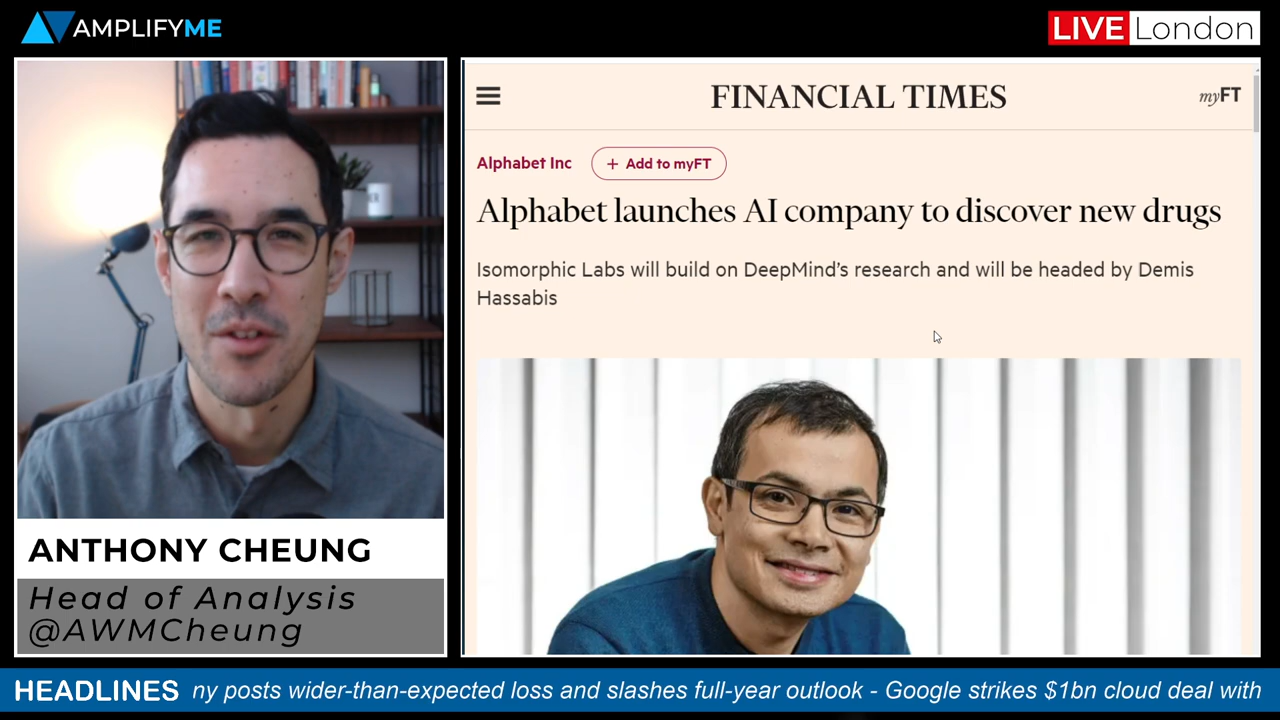 AMPLIFYME
LIVE London
FINANCIAL TIMES
myFT
Alphabet Inc
+ Add to myFT
Alphabet launches AI company to discover new drugs
Isomorphic Labs will build on DeepMind’s research and will be headed by Demis
Hassabis
ANTHONY CHEUNG
Head of Analysis
@AWMCheung
HEADLINES ny posts wider-than-expected loss and slashes full-year outlook - Google strikes $1bn cloud deal with